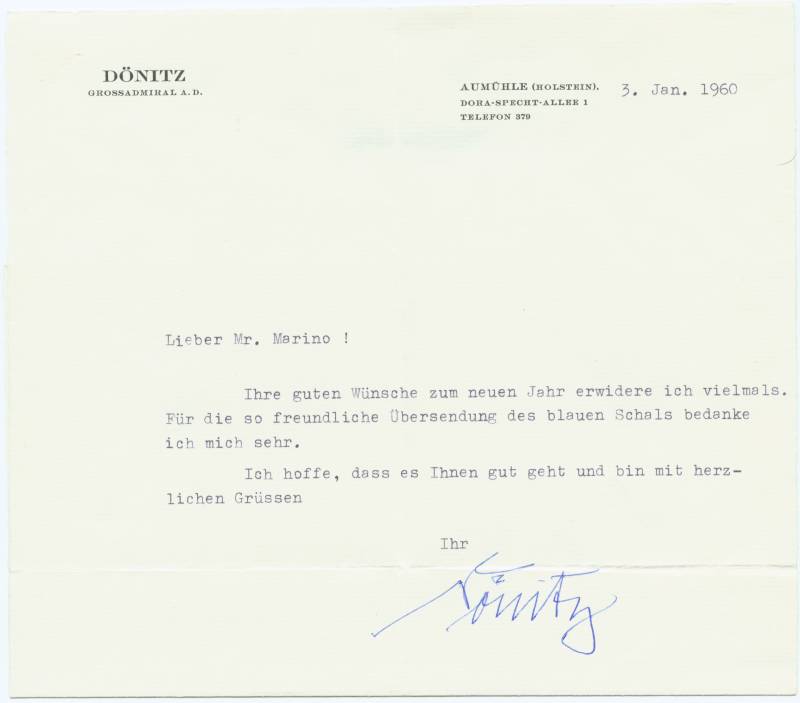 DÖNITZ
GROSSADMIRAL A.D.
AUMÜHLE (HOLSTEIN), 3. Jan. 1960
DORA-SPECHT-ALLEE 1
TELEFON 379
Lieber Mr. Marino !
Ihre guten Wünsche zum neuen Jahr erwidere ich vielmals.
Für die so freundliche Übersendung des blauen Schals bedanke
ich mich sehr.
Ich hoffe, dass es Ihnen gut geht und bin mit herz-
lichen Grüssen
Ihr
Dönitz